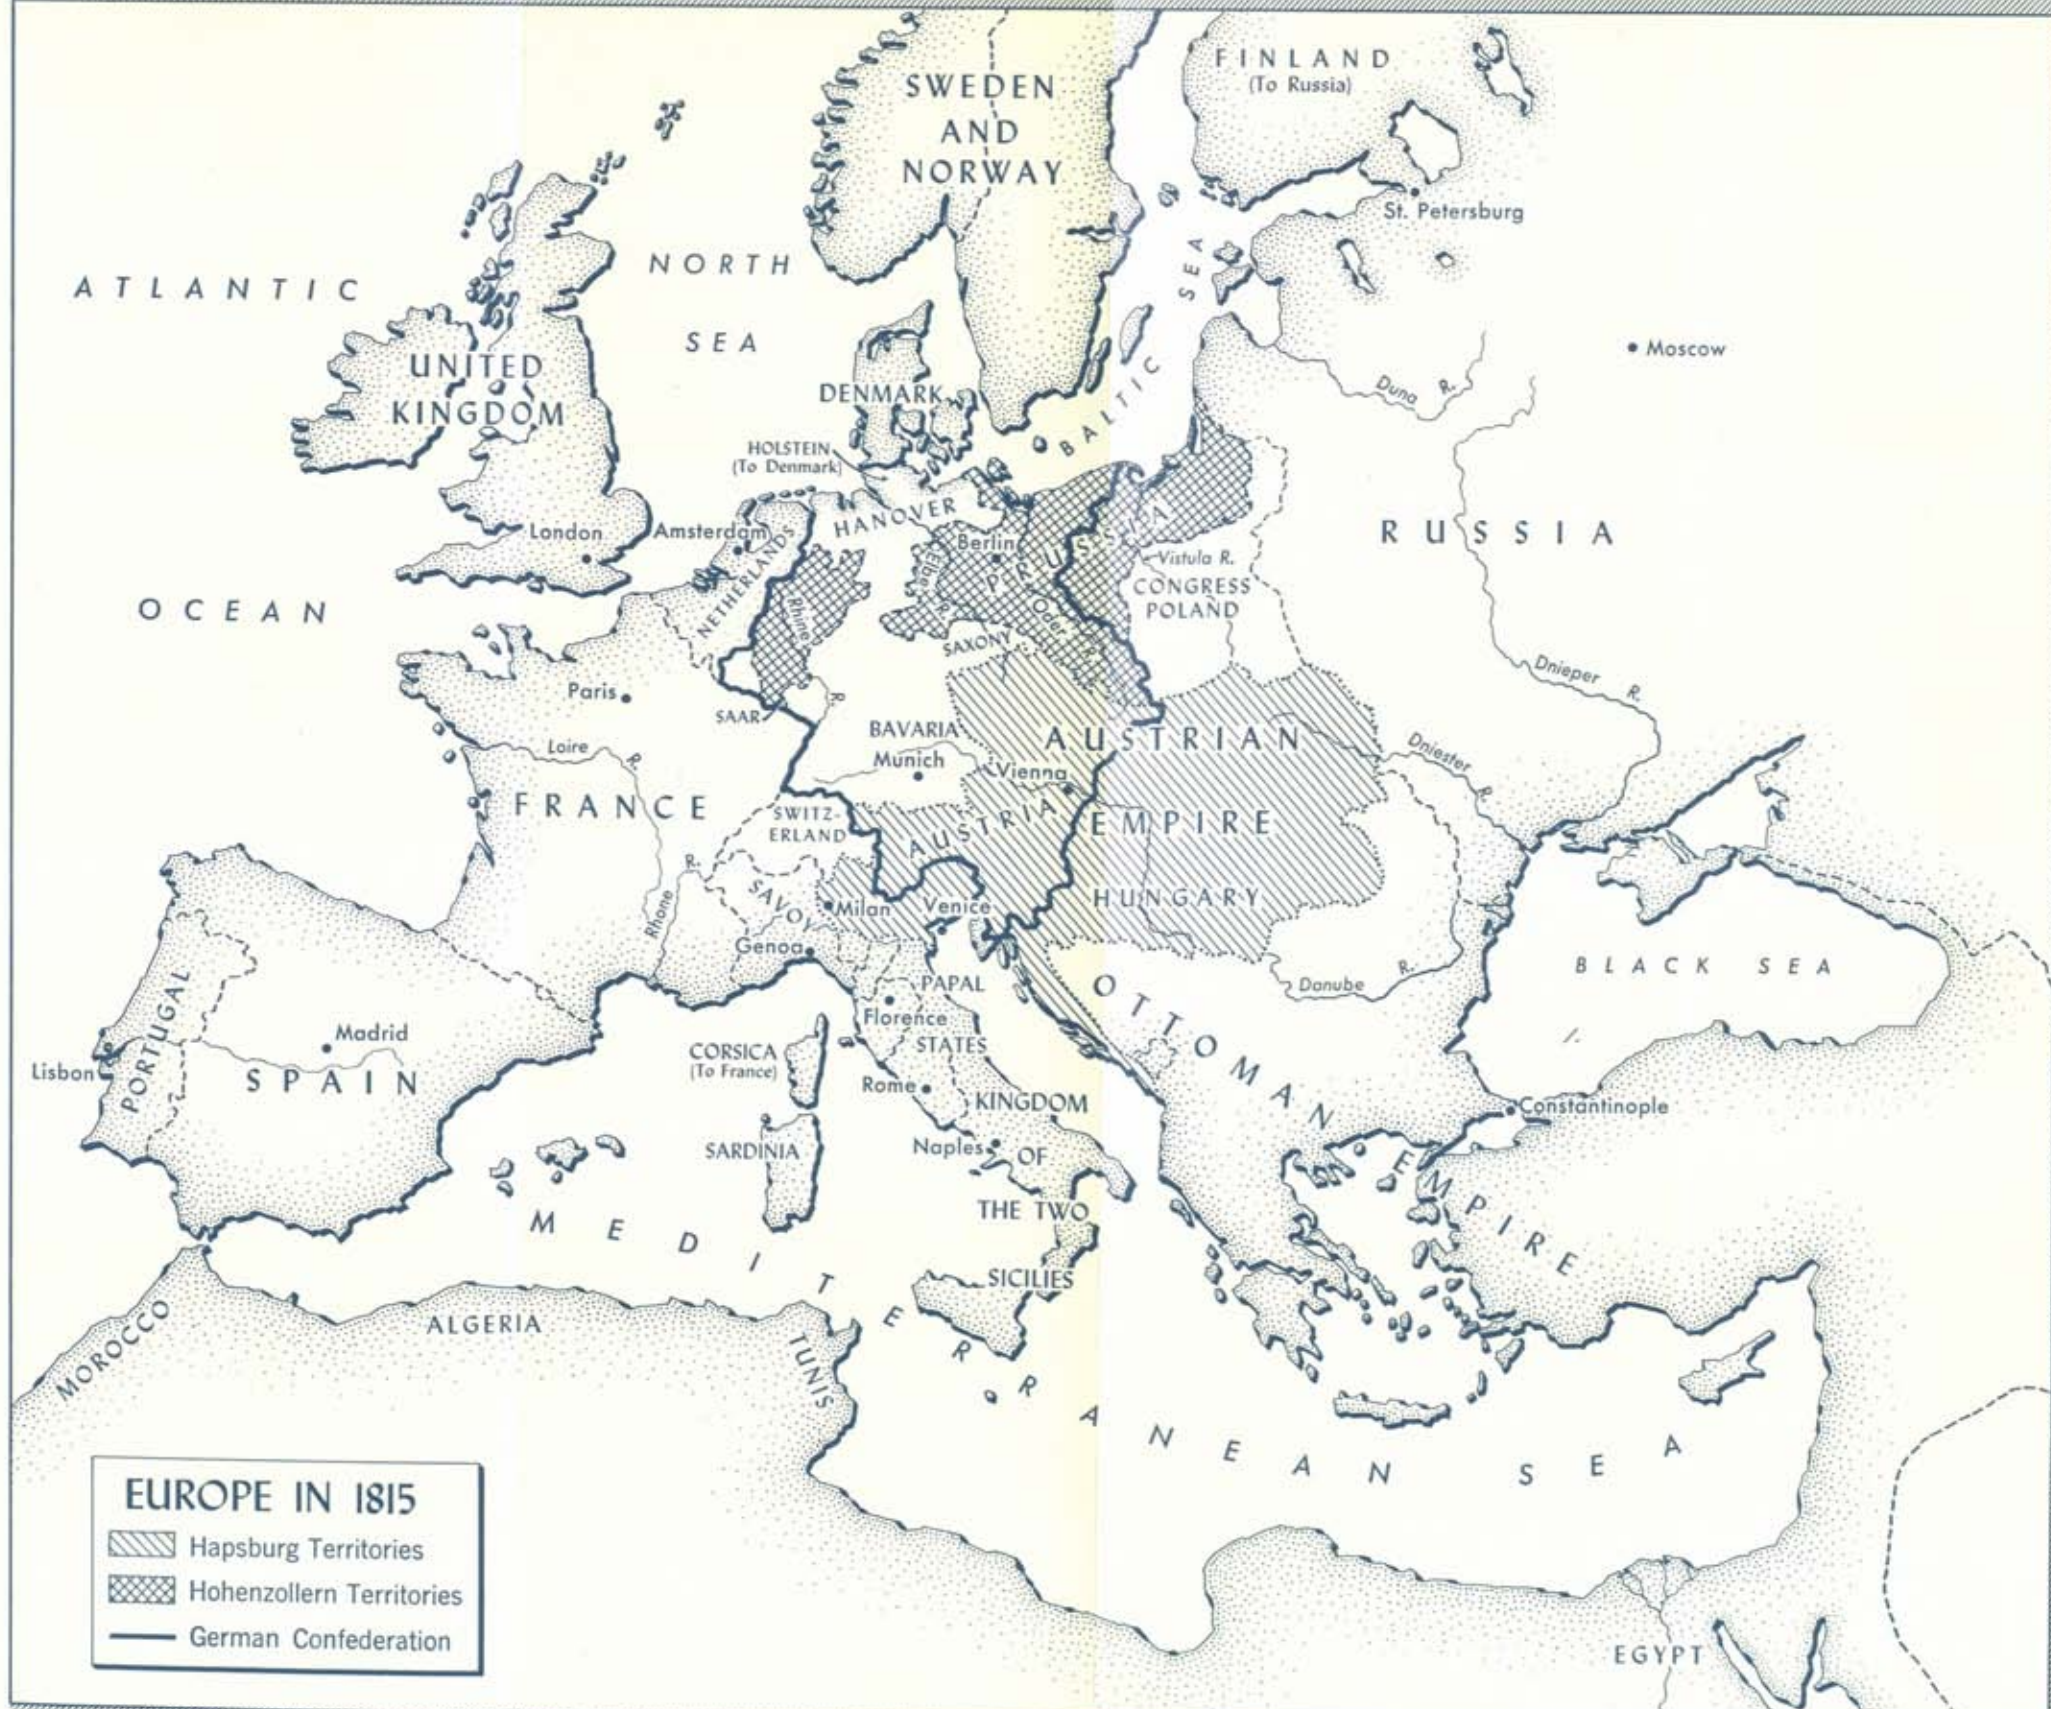 FINLAND
(To Russia)
SWEDEN
AND
NORWAY
St. Petersburg
ATLANTIC
OCEAN
NORTH
SEA
BALTIC SEA
Moscow
Duna R.
UNITED
KINGDOM
DENMARK
HOLSTEIN
(To Denmark)
HANOVER
London
Amsterdam
NETHERLANDS
Berlin
PRUSSIA
RUSSIA
Elbe R.
Rhine
R.
Oder R.
Vistula R.
CONGRESS
POLAND
SAXONY
Dnieper R.
Paris
SAAR
BAVARIA
Munich
Vienna
AUSTRIAN
EMPIRE
Dniester R.
Loire R.
FRANCE
SWITZ-
ERLAND
AUSTRIA
HUNGARY
Rhone R.
SAVOY
Milan
Venice
Genoa
BLACK SEA
Danube R.
PORTUGAL
Lisbon
Madrid
SPAIN
PAPAL
STATES
Florence
CORSICA
(To France)
Rome
OTTOMAN EMPIRE
Constantinople
SARDINIA
Naples
KINGDOM
OF
THE TWO
SICILIES
MEDITERRANEAN SEA
MOROCCO
ALGERIA
TUNIS
EGYPT
EUROPE IN 1815
Hapsburg Territories
Hohenzollern Territories
German Confederation